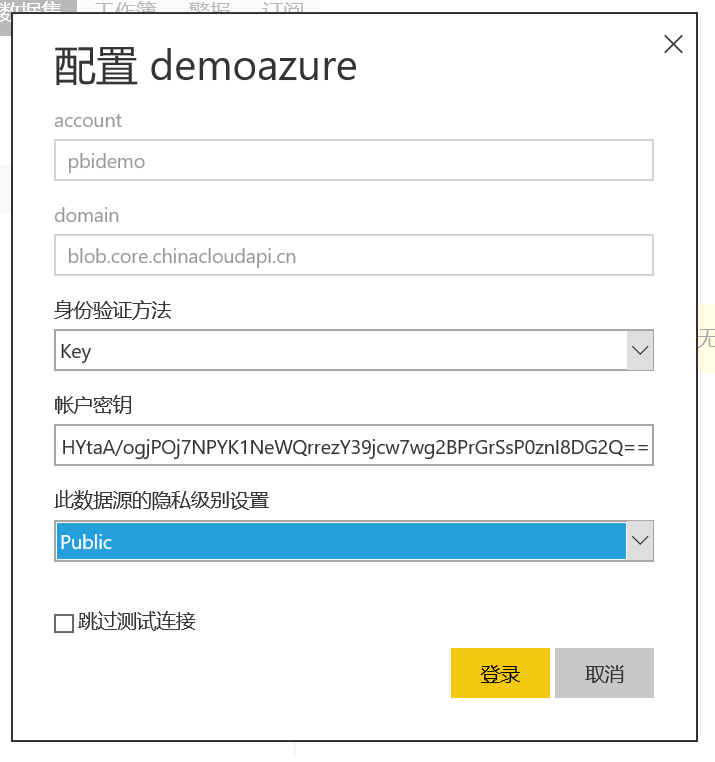 数据集 工作簿 警报 订阅
配置 demoazure
account
pbidemo
domain
blob.core.chinacloudapi.cn
身份验证方法
Key
帐户密钥
HYtaA/ogjPOj7NPYK1NeWQrrezY39jcw7wg2BPrGrSsP0znI8DG2Q==
无
此数据源的隐私级别设置
Public
跳过测试连接
登录 取消